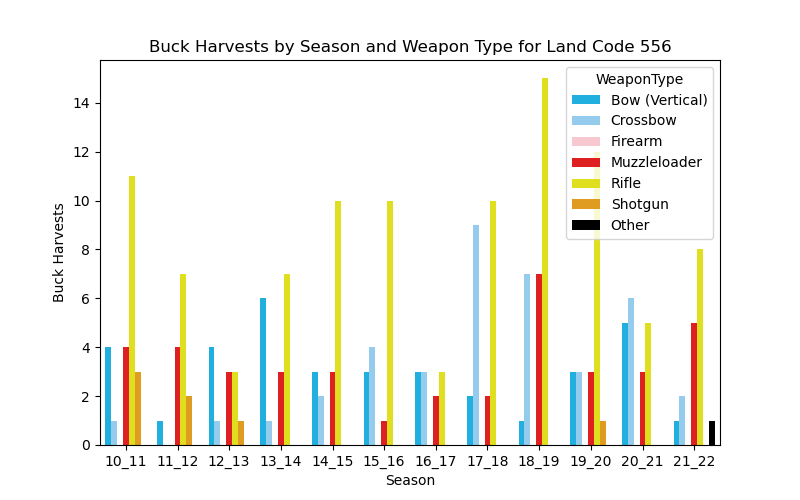 Buck Harvests by Season and Weapon Type for Land Code 556
WeaponType
Bow (Vertical)
Crossbow
Firearm
Muzzleloader
Rifle
Shotgun
Other
Buck Harvests
14
12
10
8
6
4
2
0
10_11 11_12 12_13 13_14 14_15 15_16 16_17 17_18 18_19 19_20 20_21 21_22
Season